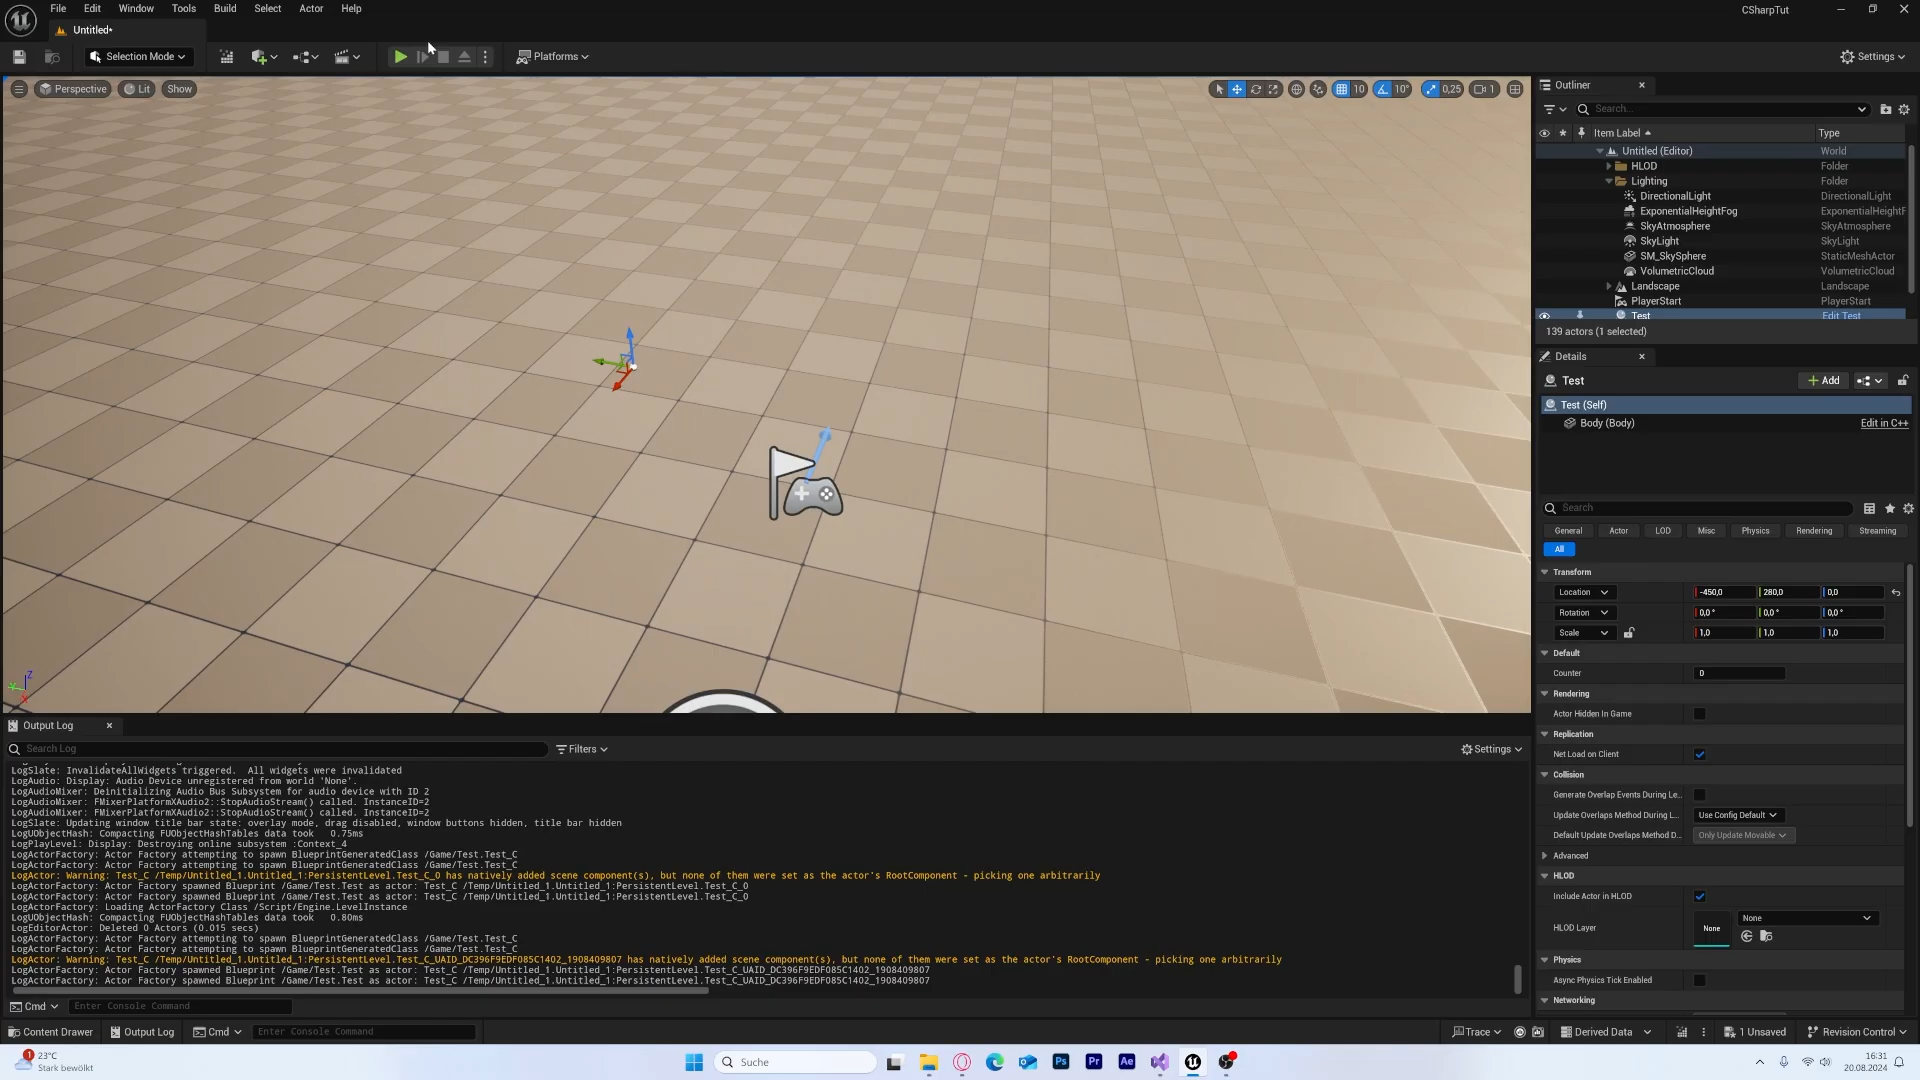 File Edit Window Tools Build Select Actor Help
CSharpTut
Untitled*
Selection Mode
Platforms
Settings
Perspective Lit Show
10 10° 0,25 1
Outliner
Search...
Item Label Type
Untitled (Editor) World
HLOD Folder
Lighting Folder
DirectionalLight DirectionalLight
ExponentialHeightFog ExponentialHeightF
SkyAtmosphere SkyAtmosphere
SkyLight SkyLight
SM_SkySphere StaticMeshActor
VolumetricCloud VolumetricCloud
Landscape Landscape
PlayerStart PlayerStart
Test Edit Test
139 actors (1 selected)
Details
Test
Add
Test (Self)
Body (Body) Edit in C++
Search
General Actor LOD Misc Physics Rendering Streaming
All
Transform
Location -450,0 280,0 0,0
Rotation 0,0 ° 0,0 ° 0,0 °
Scale 1,0 1,0 1,0
Default
Counter 0
Rendering
Actor Hidden In Game
Replication
Net Load on Client
Collision
Generate Overlap Events During Le...
Update Overlaps Method During L... Use Config Default
Default Update Overlaps Method D... Only Update Movable
Advanced
HLOD
Include Actor in HLOD
HLOD Layer None None
Physics
Async Physics Tick Enabled
Networking
Z
Output Log
Search Log Filters Settings
LogSlate: InvalidateAllWidgets triggered.  All widgets were invalidated
LogAudio: Display: Audio Device unregistered from world 'None'.
LogAudioMixer: Deinitializing Audio Bus Subsystem for audio device with ID 2
LogAudioMixer: FMixerPlatformXAudio2::StopAudioStream() called. InstanceID=2
LogAudioMixer: FMixerPlatformXAudio2::StopAudioStream() called. InstanceID=2
LogSlate: Updating window title bar state: overlay mode, drag disabled, window buttons hidden, title bar hidden
LogUObjectHash: Compacting FUObjectHashTables data took   0.75ms
LogPlayLevel: Display: Destroying online subsystem :Context_4
LogActorFactory: Actor Factory attempting to spawn BlueprintGeneratedClass /Game/Test.Test_C
LogActorFactory: Actor Factory attempting to spawn BlueprintGeneratedClass /Game/Test.Test_C
LogActor: Warning: Test_C /Temp/Untitled_1.Untitled_1:PersistentLevel.Test_C_0 has natively added scene component(s), but none of them were set as the actor's RootComponent - picking one arbitrarily
LogActorFactory: Actor Factory spawned Blueprint /Game/Test.Test as actor: Test_C /Temp/Untitled_1.Untitled_1:PersistentLevel.Test_C_0
LogActorFactory: Actor Factory spawned Blueprint /Game/Test.Test as actor: Test_C /Temp/Untitled_1.Untitled_1:PersistentLevel.Test_C_0
LogActorFactory: Loading ActorFactory Class /Script/Engine.LevelInstance
LogUObjectHash: Compacting FUObjectHashTables data took   0.80ms
LogEditorActor: Deleted 0 Actors (0.015 secs)
LogActorFactory: Actor Factory attempting to spawn BlueprintGeneratedClass /Game/Test.Test_C
LogActorFactory: Actor Factory attempting to spawn BlueprintGeneratedClass /Game/Test.Test_C
LogActor: Warning: Test_C /Temp/Untitled_1.Untitled_1:PersistentLevel.Test_C_UAID_DC396F9EDF085C1402_1908409807 has natively added scene component(s), but none of them were set as the actor's RootComponent - picking one arbitrarily
LogActorFactory: Actor Factory spawned Blueprint /Game/Test.Test as actor: Test_C /Temp/Untitled_1.Untitled_1:PersistentLevel.Test_C_UAID_DC396F9EDF085C1402_1908409807
LogActorFactory: Actor Factory spawned Blueprint /Game/Test.Test as actor: Test_C /Temp/Untitled_1.Untitled_1:PersistentLevel.Test_C_UAID_DC396F9EDF085C1402_1908409807
Cmd Enter Console Command
Content Drawer Output Log Cmd Enter Console Command Trace Derived Data 1 Unsaved Revision Control
1 23°C
Stark bewölkt
Suche
Ps Pr Ae
16:31
20.08.2024